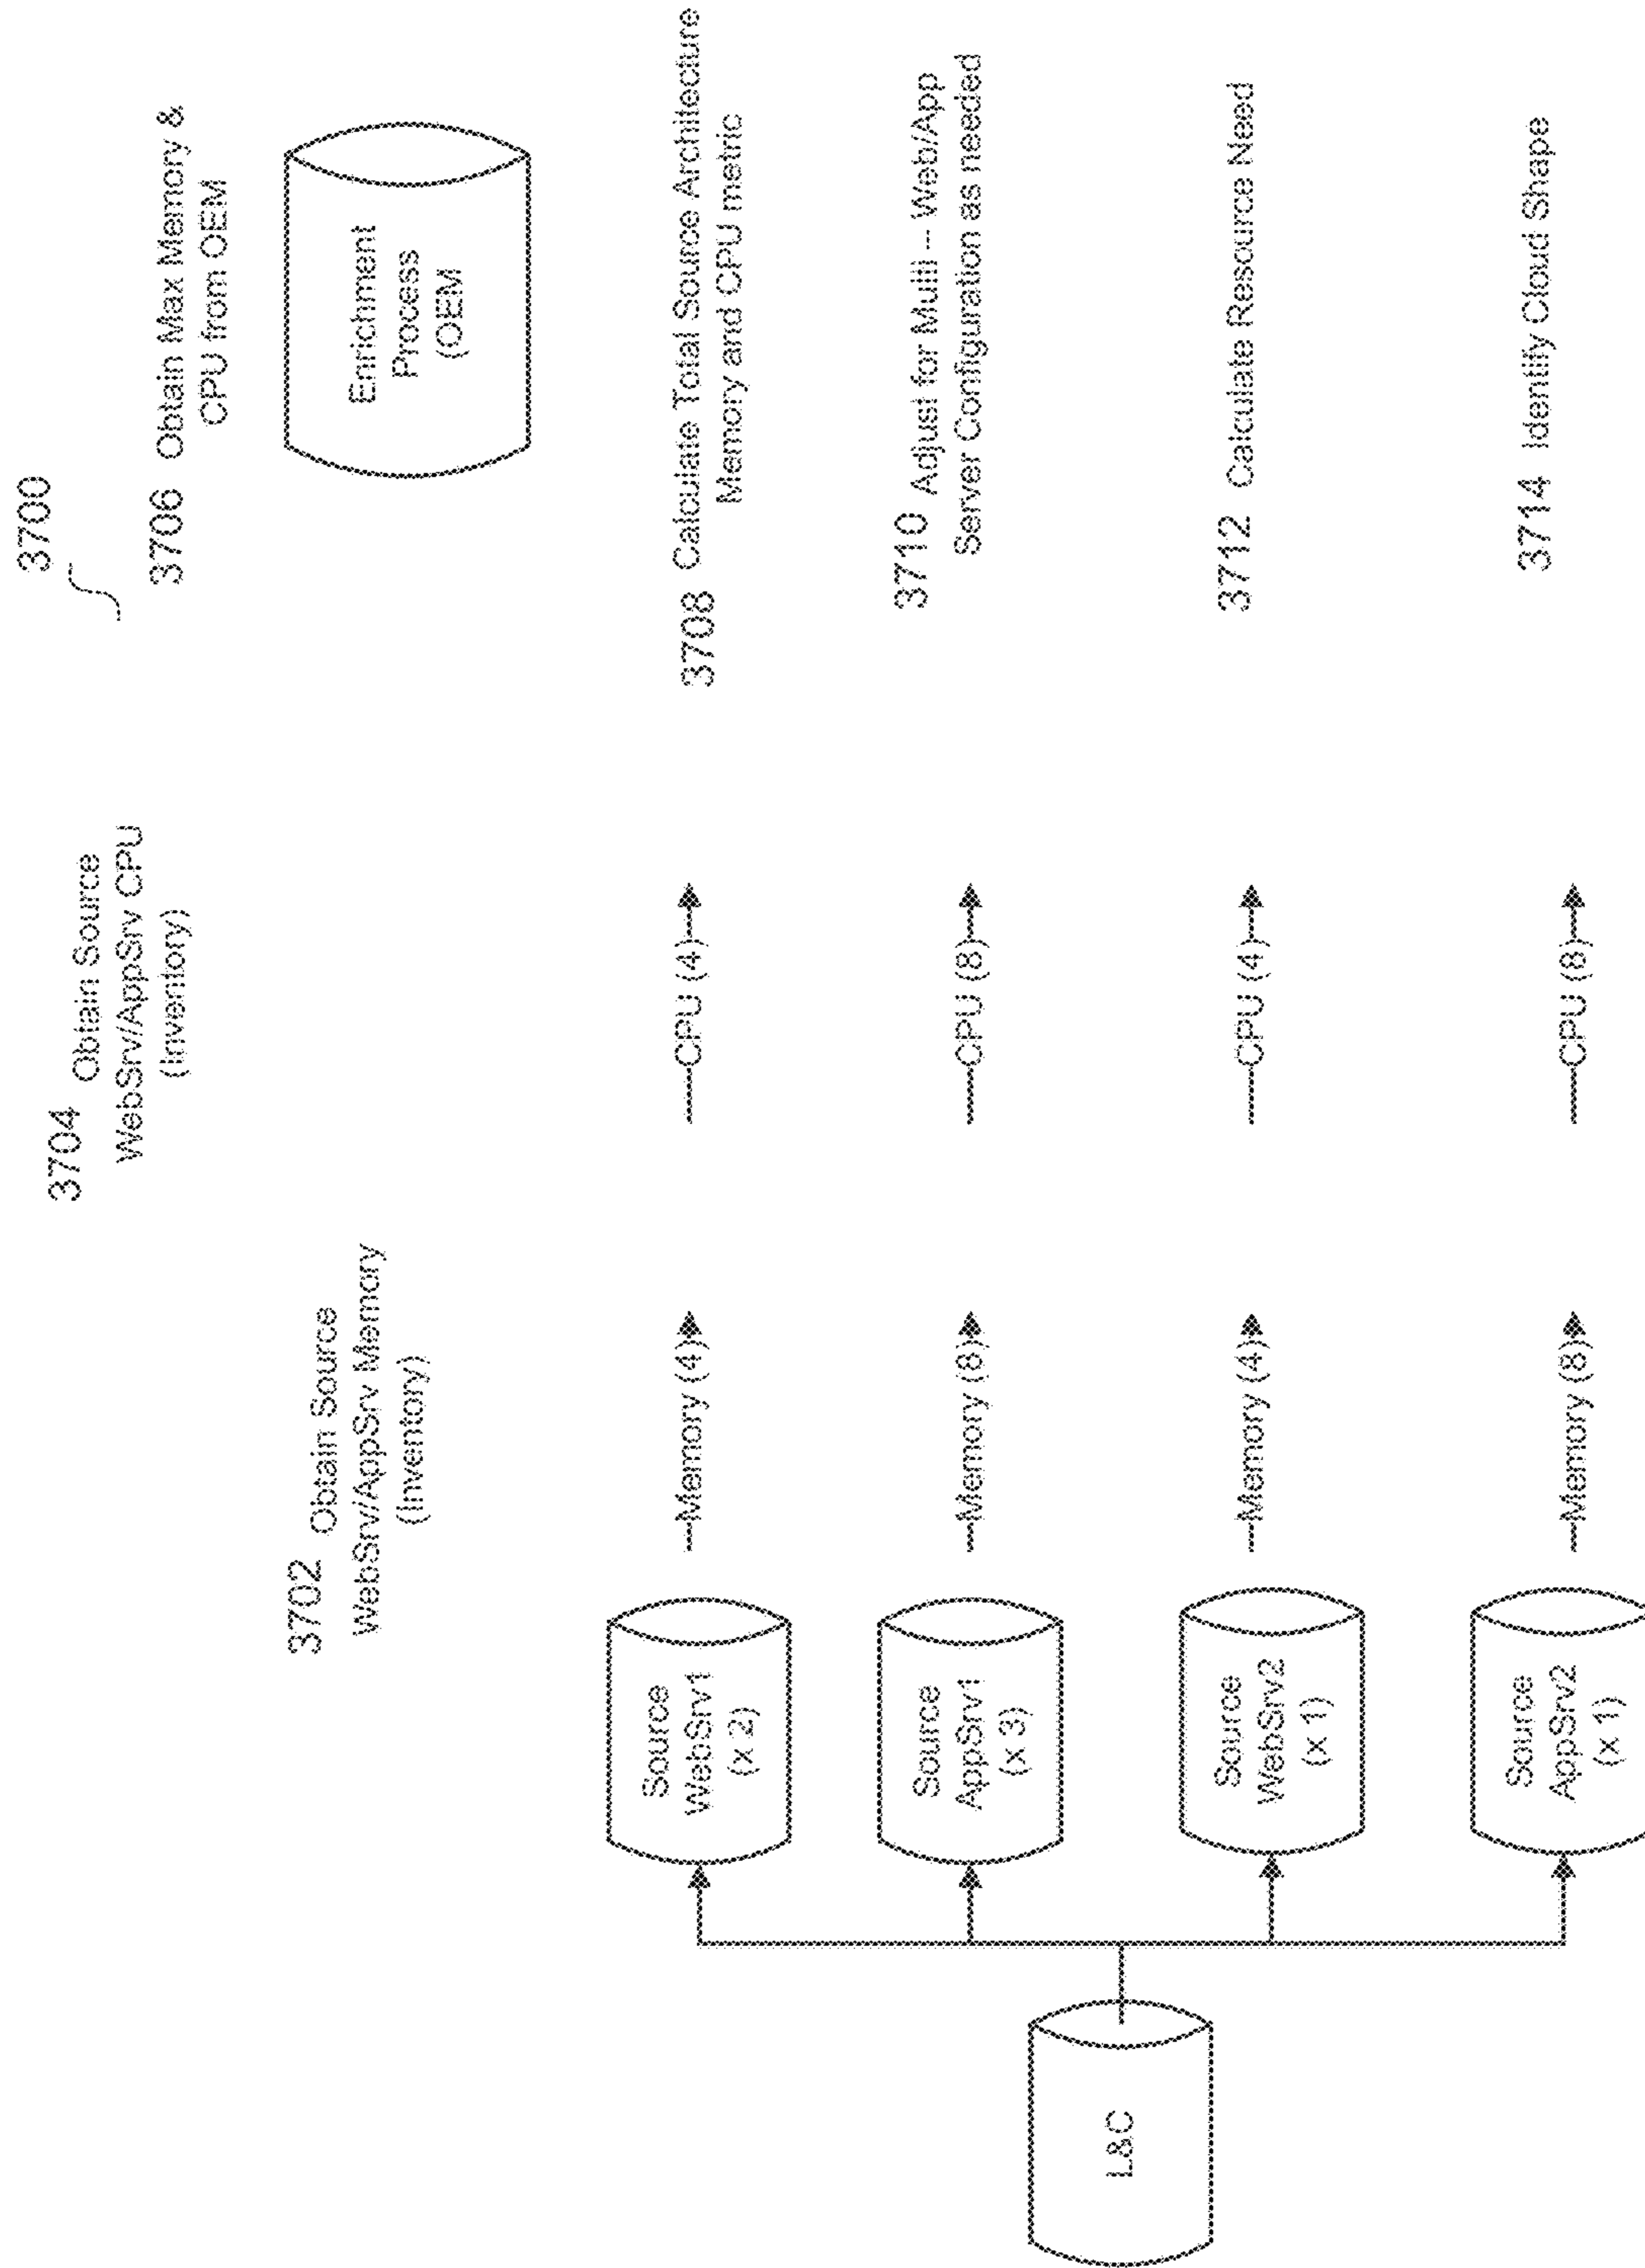 3700
3704 Obtain Source
WebSrv/AppSrv CPU
(Inventory)
3706 Obtain Max Memory &
CPU from OEM
3702 Obtain Source
WebSrv/AppSrv Memory
(Inventory)
Enrichment
Process
(OEM)
L&C
Source
WebSrv1
(x 2)
Memory (4)
CPU (4)
3708 Calculate Total Source Architecture
Memory and CPU metric
Source
AppSrv1
(x 3)
Memory (8)
CPU (8)
3710 Adjust for Multi -- Web/App
Server Configuration as needed
Source
WebSrv2
(x 1)
Memory (4)
CPU (4)
3712 Calculate Resource Need
Source
AppSrv2
(x 1)
Memory (8)
CPU (8)
3714 Identify Cloud Shape